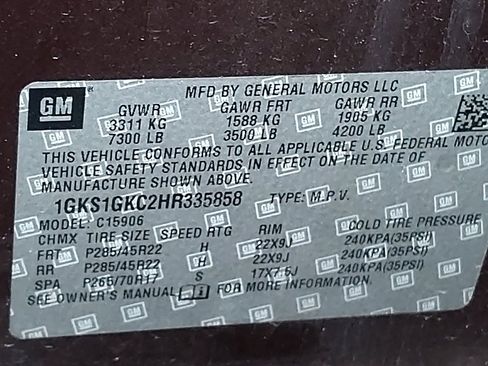 GM
MFD BY GENERAL MOTORS LLC
GVWR GAWR FRT GAWR RR
3311 KG 1588 KG 1905 KG
7300 LB 3500 LB 4200 LB
THIS VEHICLE CONFORMS TO ALL APPLICABLE U.S. FEDERAL MOTO
VEHICLE SAFETY STANDARDS IN EFFECT ON THE DATE OF
MANUFACTURE SHOWN ABOVE.
1GKS1GKC2HR335858 TYPE: M.P.V.
MODEL: C15906
CHMX TIRE SIZE SPEED RTG RIM COLD TIRE PRESSURE
FRT P285/45R22 H 22X9J 240KPA(35PSI)
RR P285/45R22 H 22X9J 240KPA(35PSI)
SPA P265/70R17 S 17X7.5J 240KPA(35PSI)
SEE OWNER'S MANUAL FOR MORE INFORMATION.